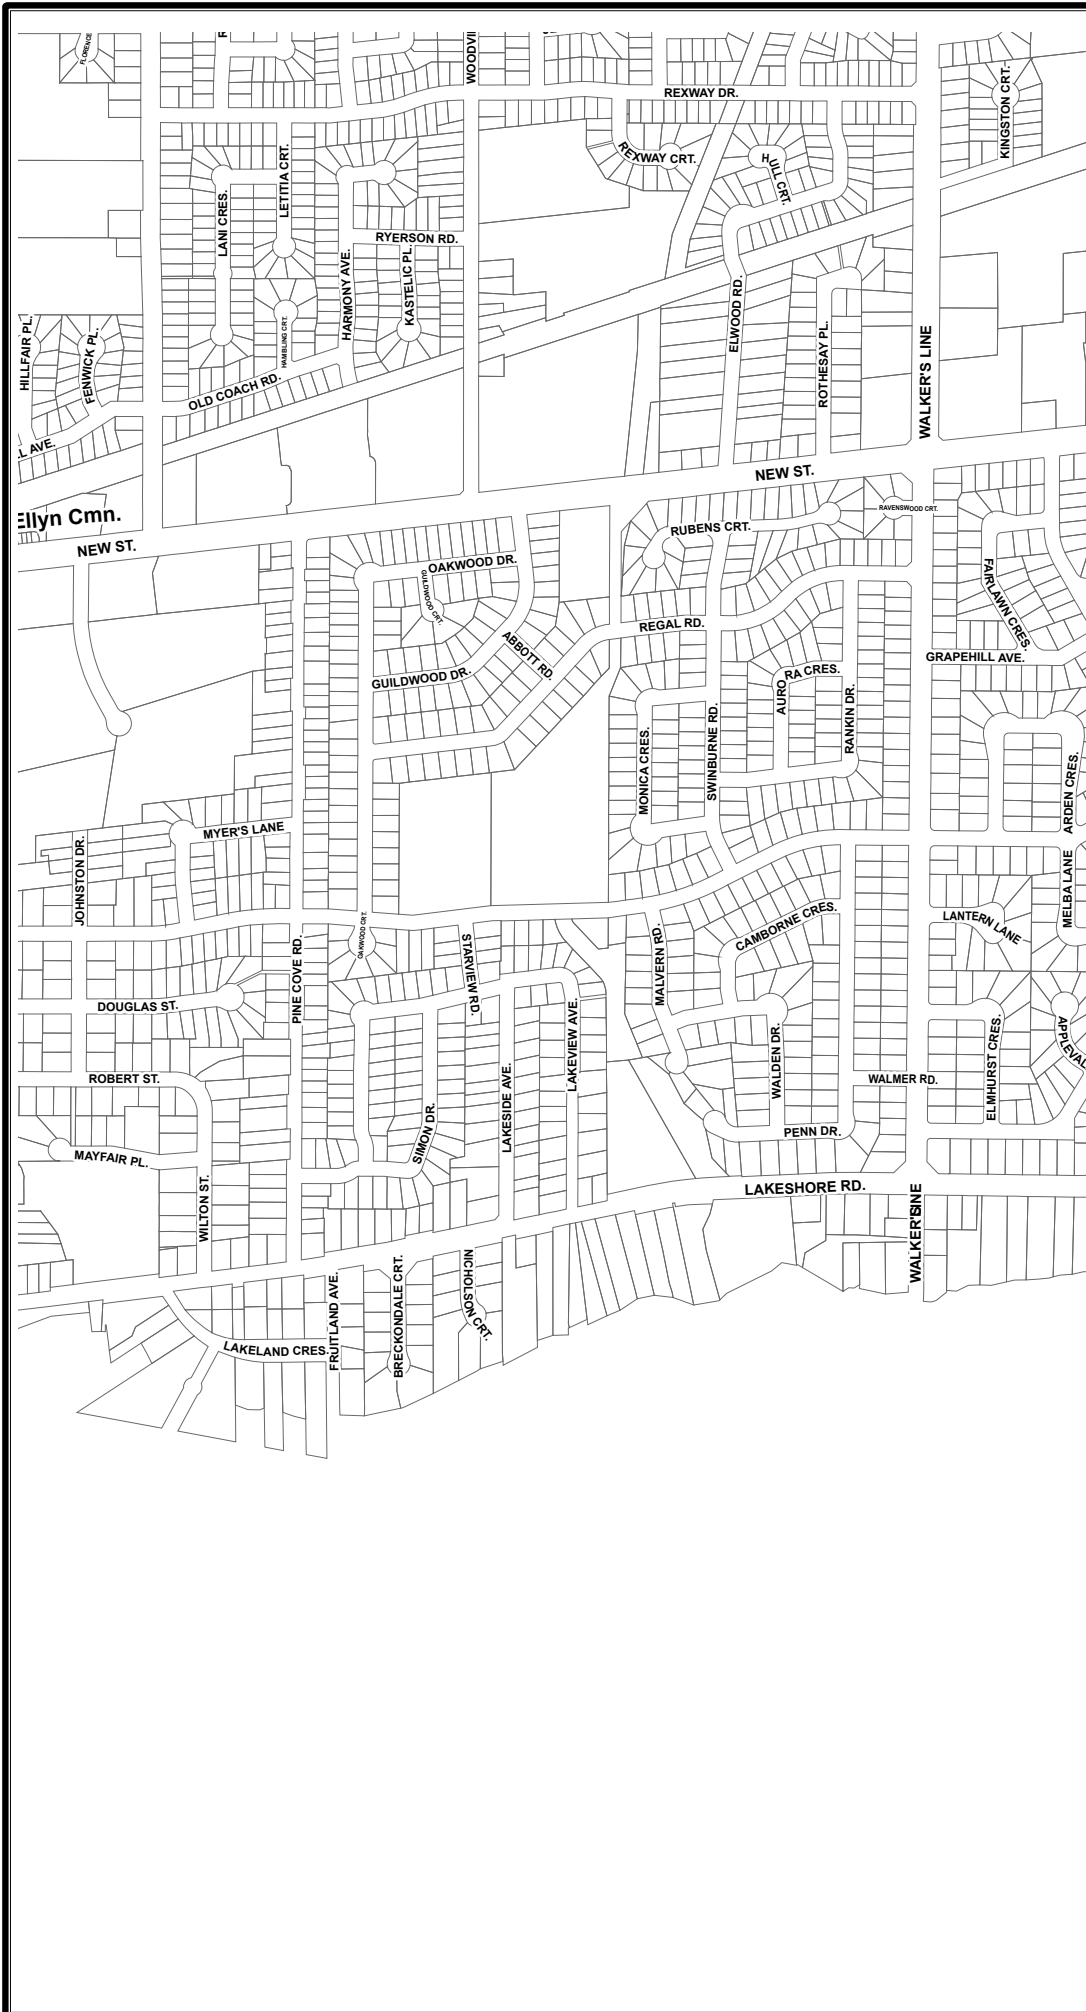 FLORENCE
WOODVI
REXWAY DR.
KINGSTON CRT.
REXWAY CRT.
HULL CRT.
LETITIA CRT.
LANI CRES.
RYERSON RD.
HARMONY AVE.
KASTELIC PL.
HAMBLING CRT.
ELWOOD RD.
ROTHESAY PL.
WALKER'S LINE
HILLFAIR PL.
FENWICK PL.
OLD COACH RD.
L AVE.
NEW ST.
Ellyn Cmn.
NEW ST.
RAVENSWOOD CRT.
RUBENS CRT.
OAKWOOD DR.
GUILDWOOD CRT.
FAIRLAWN CRES.
REGAL RD.
ABBOTT RD.
GRAPEHILL AVE.
GUILDWOOD DR.
AURORA CRES.
RANKIN DR.
MONICA CRES.
SWINBURNE RD.
ARDEN CRES.
MYER'S LANE
JOHNSTON DR.
MELBA LANE
CAMBORNE CRES.
LANTERN LANE
OAKWOOD CRT.
STARVIEW RD.
MALVERN RD.
PINE COVE RD.
DOUGLAS ST.
LAKEVIEW AVE.
WALDEN DR.
ELMHURST CRES.
APPLEVAL
ROBERT ST.
WALMER RD.
LAKESIDE AVE.
SIMON DR.
PENN DR.
MAYFAIR PL.
WILTON ST.
LAKESHORE RD.
WALKER'S LINE
NICHOLSON CRT.
FRUITLAND AVE.
BRECKONDALE CRT.
LAKELAND CRES.